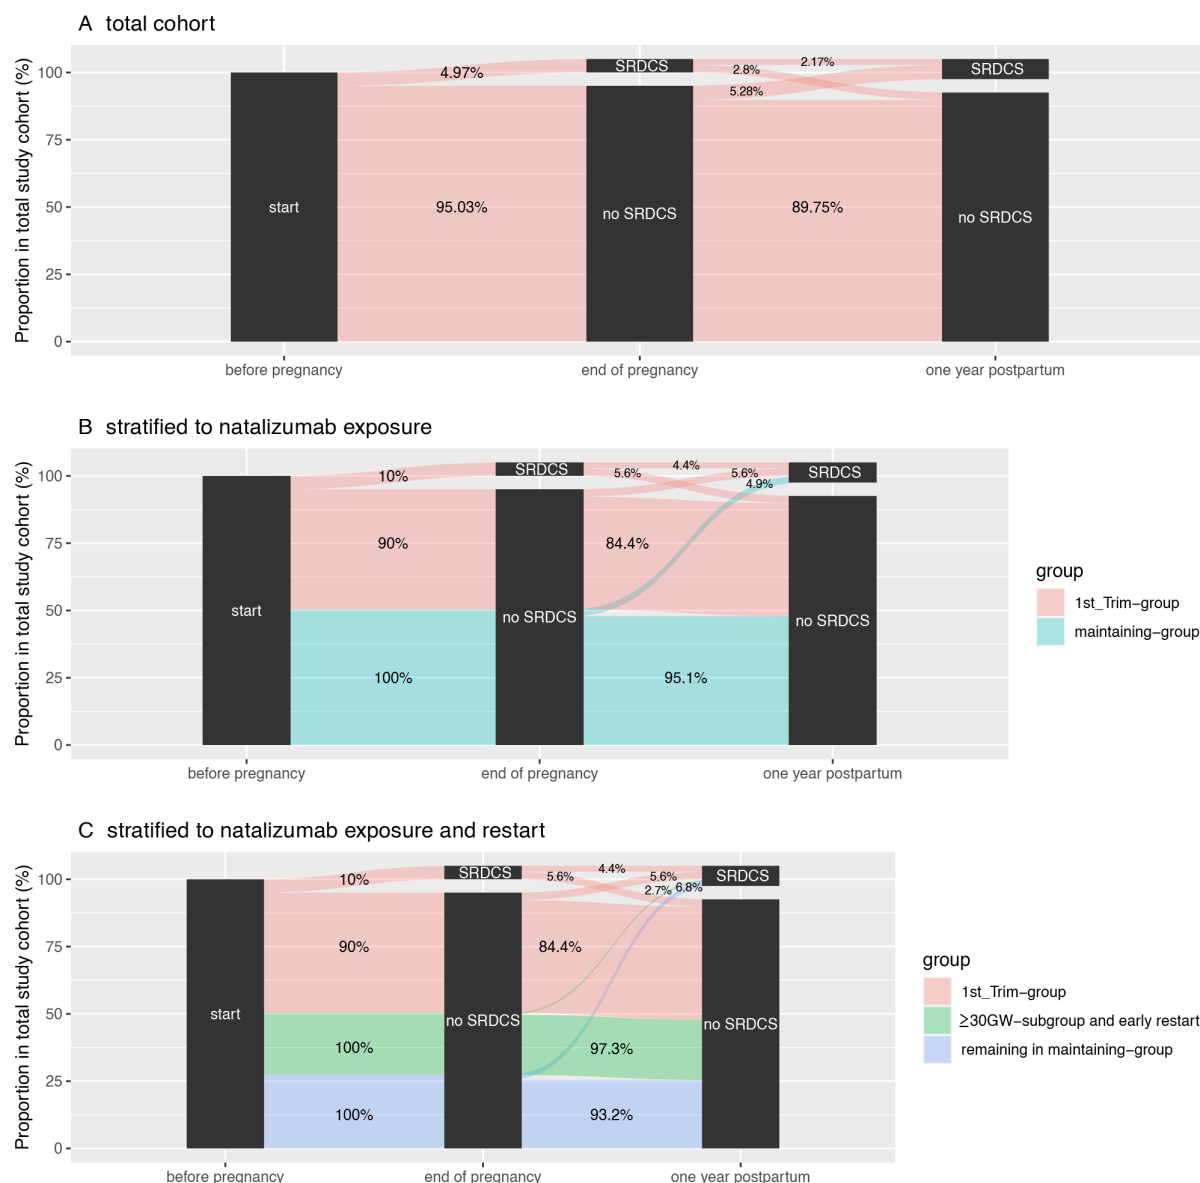 A total cohort
Proportion in total study cohort (%)
100
75
50
25
0
start
4.97%
95.03%
SRDCS
no SRDCS
2.17%
2.8%
5.28%
89.75%
SRDCS
no SRDCS
before pregnancy
end of pregnancy
one year postpartum
B stratified to natalizumab exposure
Proportion in total study cohort (%)
100
75
50
25
0
start
10%
90%
100%
SRDCS
no SRDCS
4.4%
5.6%
5.6%
4.9%
84.4%
95.1%
SRDCS
no SRDCS
before pregnancy
end of pregnancy
one year postpartum
group
1st_Trim−group
maintaining−group
C stratified to natalizumab exposure and restart
Proportion in total study cohort (%)
100
75
50
25
0
start
10%
90%
100%
100%
SRDCS
no SRDCS
4.4%
5.6%
5.6%
2.7%
6.8%
84.4%
97.3%
93.2%
SRDCS
no SRDCS
before pregnancy
end of pregnancy
one year postpartum
group
1st_Trim−group
≥30GW−subgroup and early restart
remaining in maintaining−group